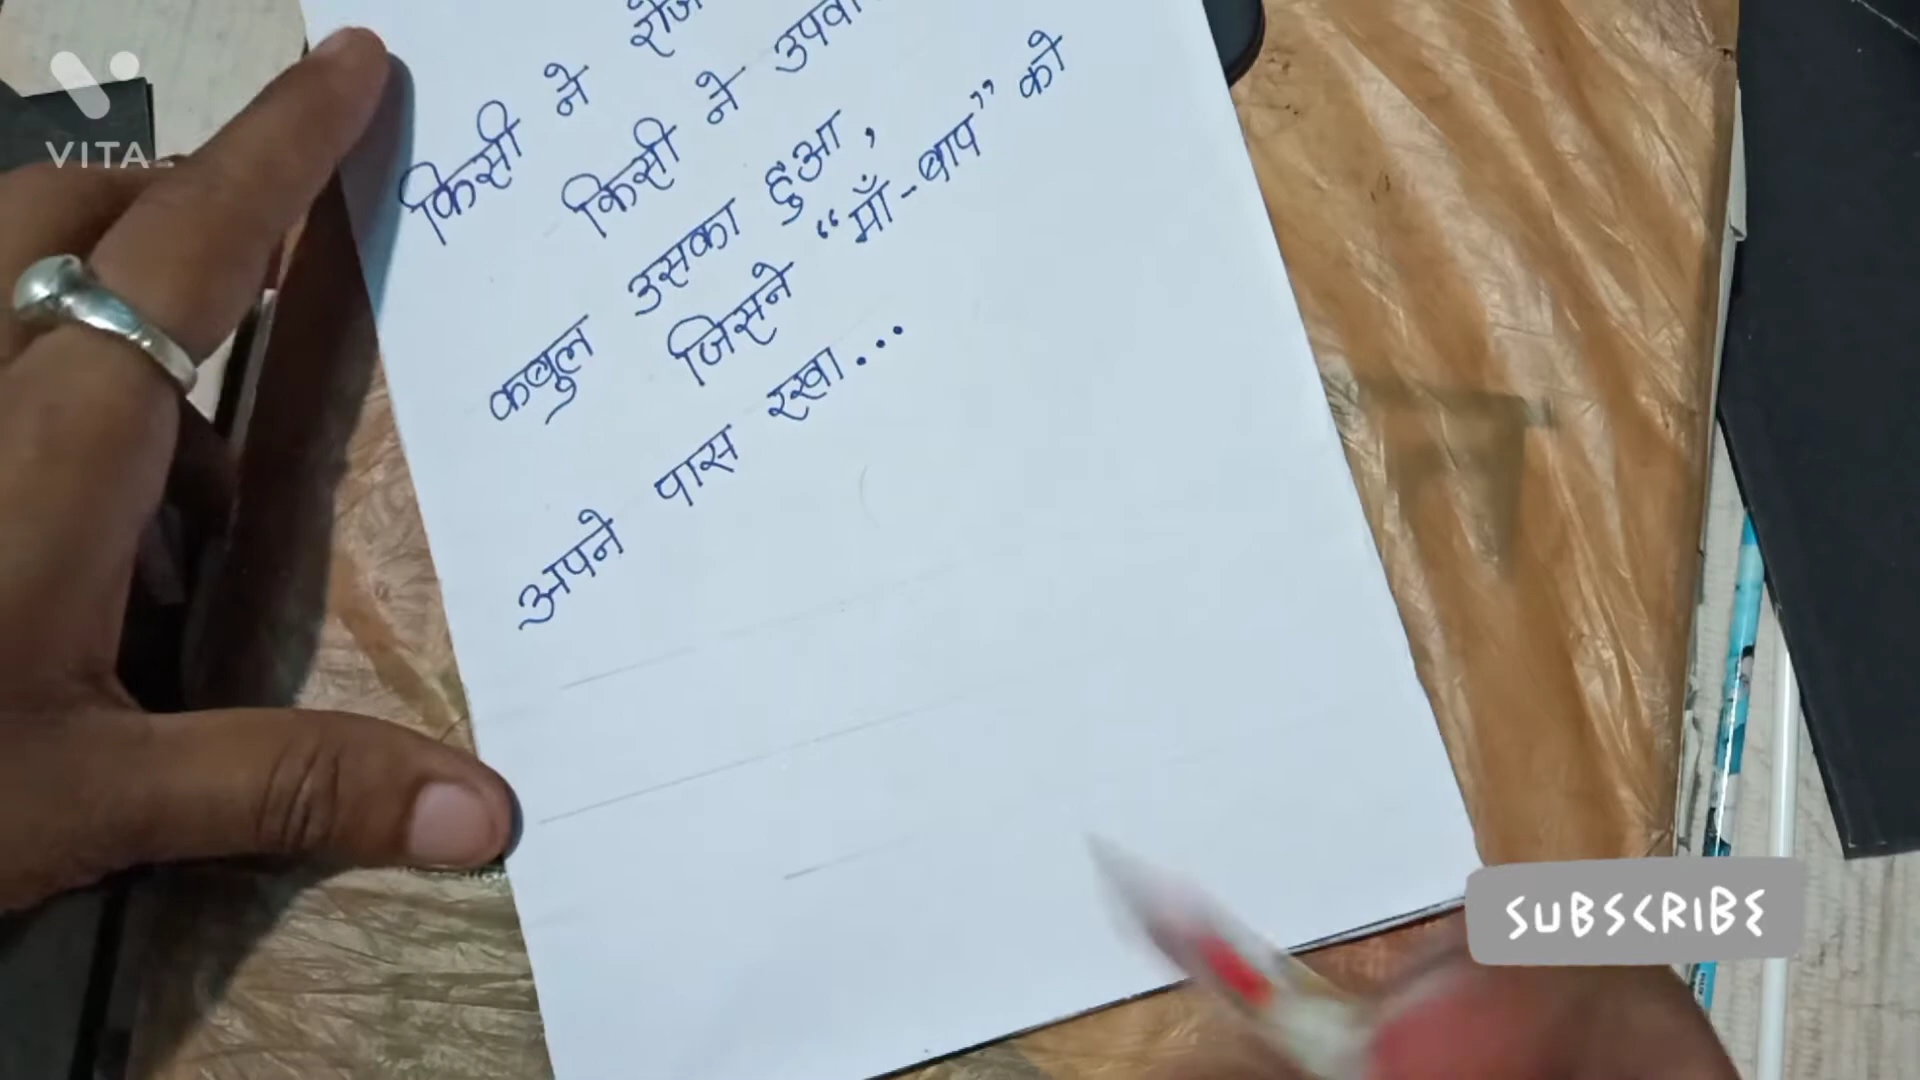 VITA
किसी ने
किसी ने
कबुल उसका हुआ,
जिसने “माँ-बाप” को
अपने पास रखा...
SUBSCRIBE